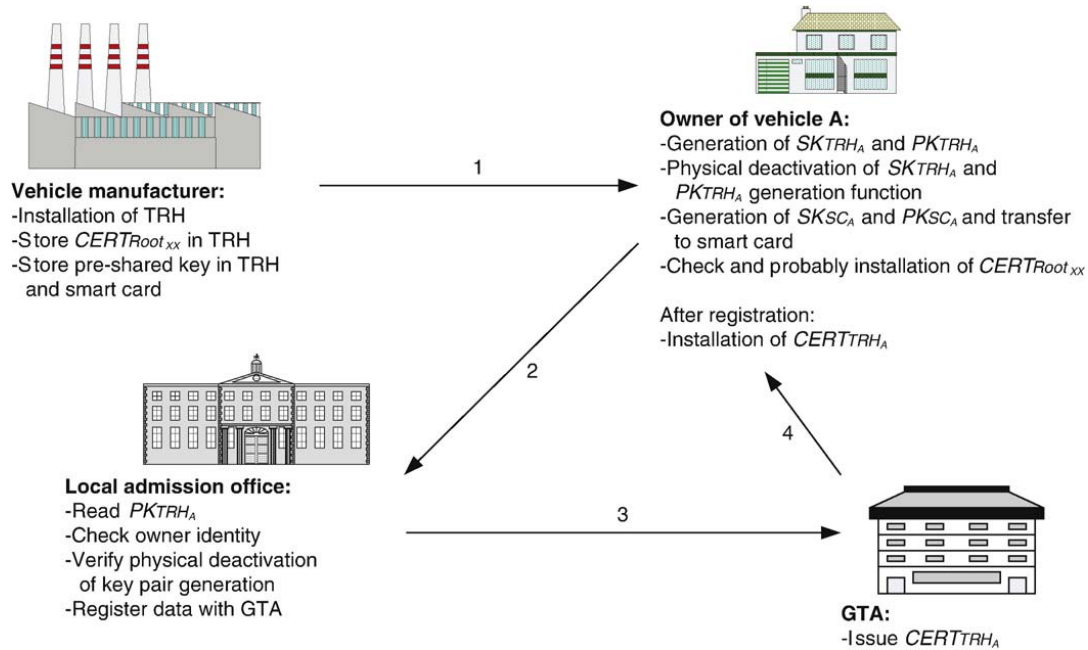 Vehicle manufacturer:
-Installation of TRH
-Store CERTRoot xx in TRH
-Store pre-shared key in TRH
and smart card
1
Owner of vehicle A:
-Generation of SKTRHA and PKTRHA
-Physical deactivation of SKTRHA and
PKTRHA generation function
-Generation of SKSCA and PKSCA and transfer
to smart card
-Check and probably installation of CERTRoot xx
After registration:
-Installation of CERTTRHA
2
Local admission office:
-Read PKTRHA
-Check owner identity
-Verify physical deactivation
of key pair generation
-Register data with GTA
3
4
GTA:
-Issue CERTTRHA